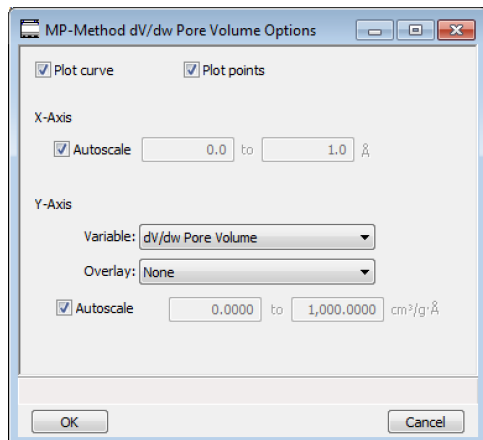 MP-Method dV/dw Pore Volume Options
Plot curve Plot points
X-Axis
Autoscale 0.0 to 1.0 Å
Y-Axis
Variable: dV/dw Pore Volume
Overlay: None
Autoscale 0.0000 to 1,000.0000 cm³/g·Å
OK Cancel